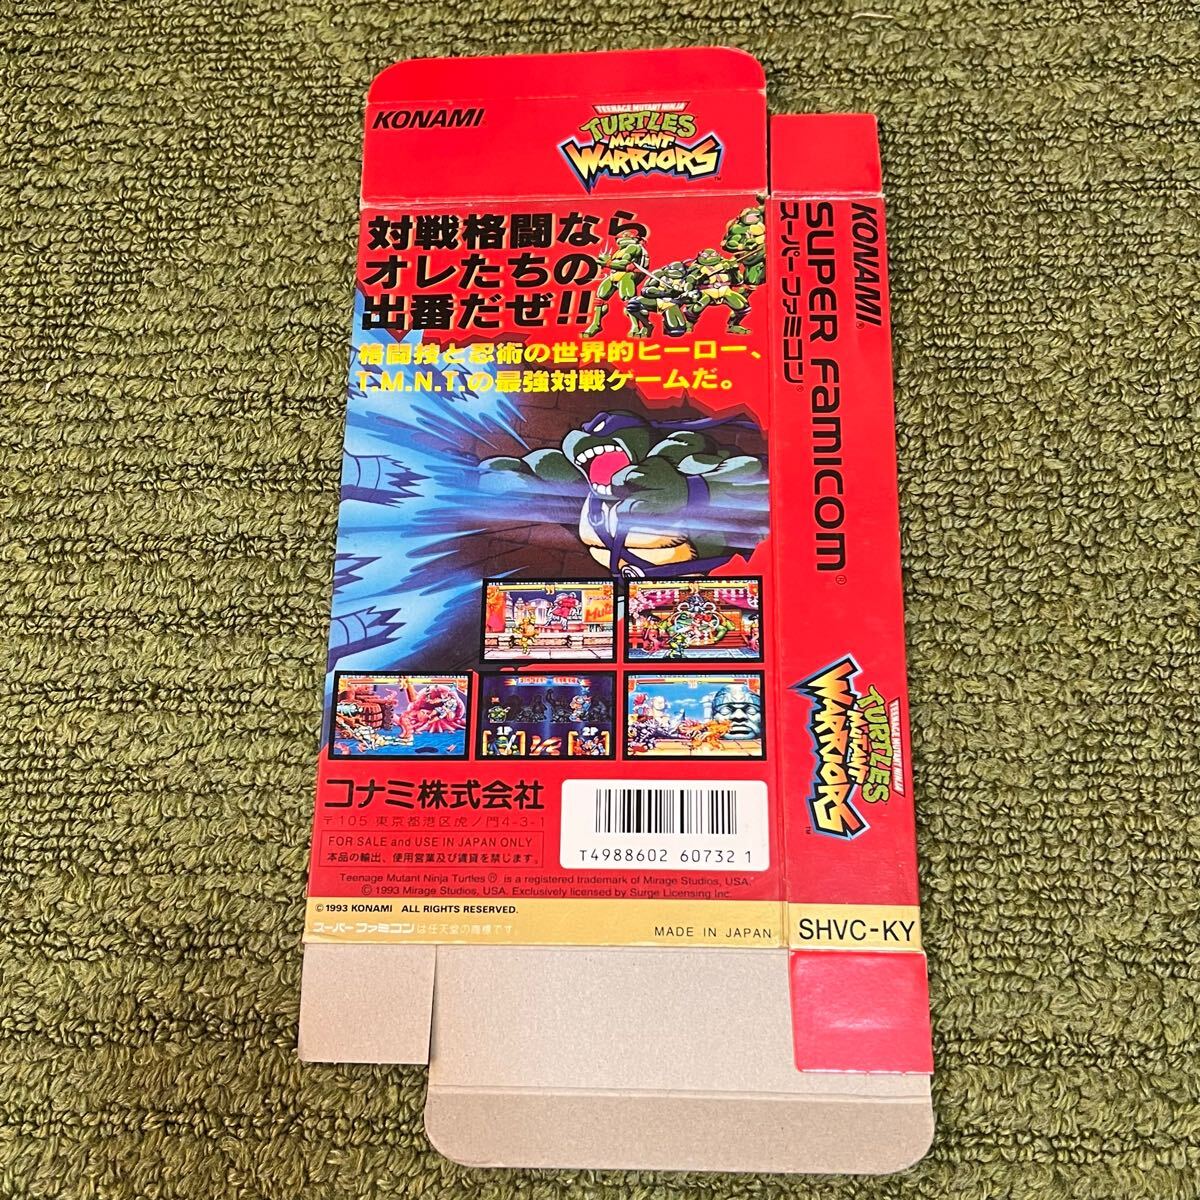 KONAMI
TEENAGE MUTANT NINJA
TURTLES
MUTANT
WARRIORS™
対戦格闘なら
オレたちの
出番だぜ!!
格闘技と忍術の世界的ヒーロー、
T.M.N.T.の最強対戦ゲームだ。
FIGHTER SELECT
1P
2P
コナミ株式会社
〒105 東京都港区虎ノ門4-3-1
FOR SALE and USE IN JAPAN ONLY
本品の輸出、使用営業及び賃貸を禁じます。
T4988602 60732 1
Teenage Mutant Ninja Turtles® is a registered trademark of Mirage Studios, USA.
© 1993 Mirage Studios, USA. Exclusively licensed by Surge Licensing Inc.
© 1993 KONAMI ALL RIGHTS RESERVED.
スーパーファミコンは任天堂の商標です。
MADE IN JAPAN
KONAMI®
SUPER Famicom®
スーパーファミコン®
TEENAGE MUTANT NINJA
TURTLES
MUTANT
WARRIORS™
SHVC-KY